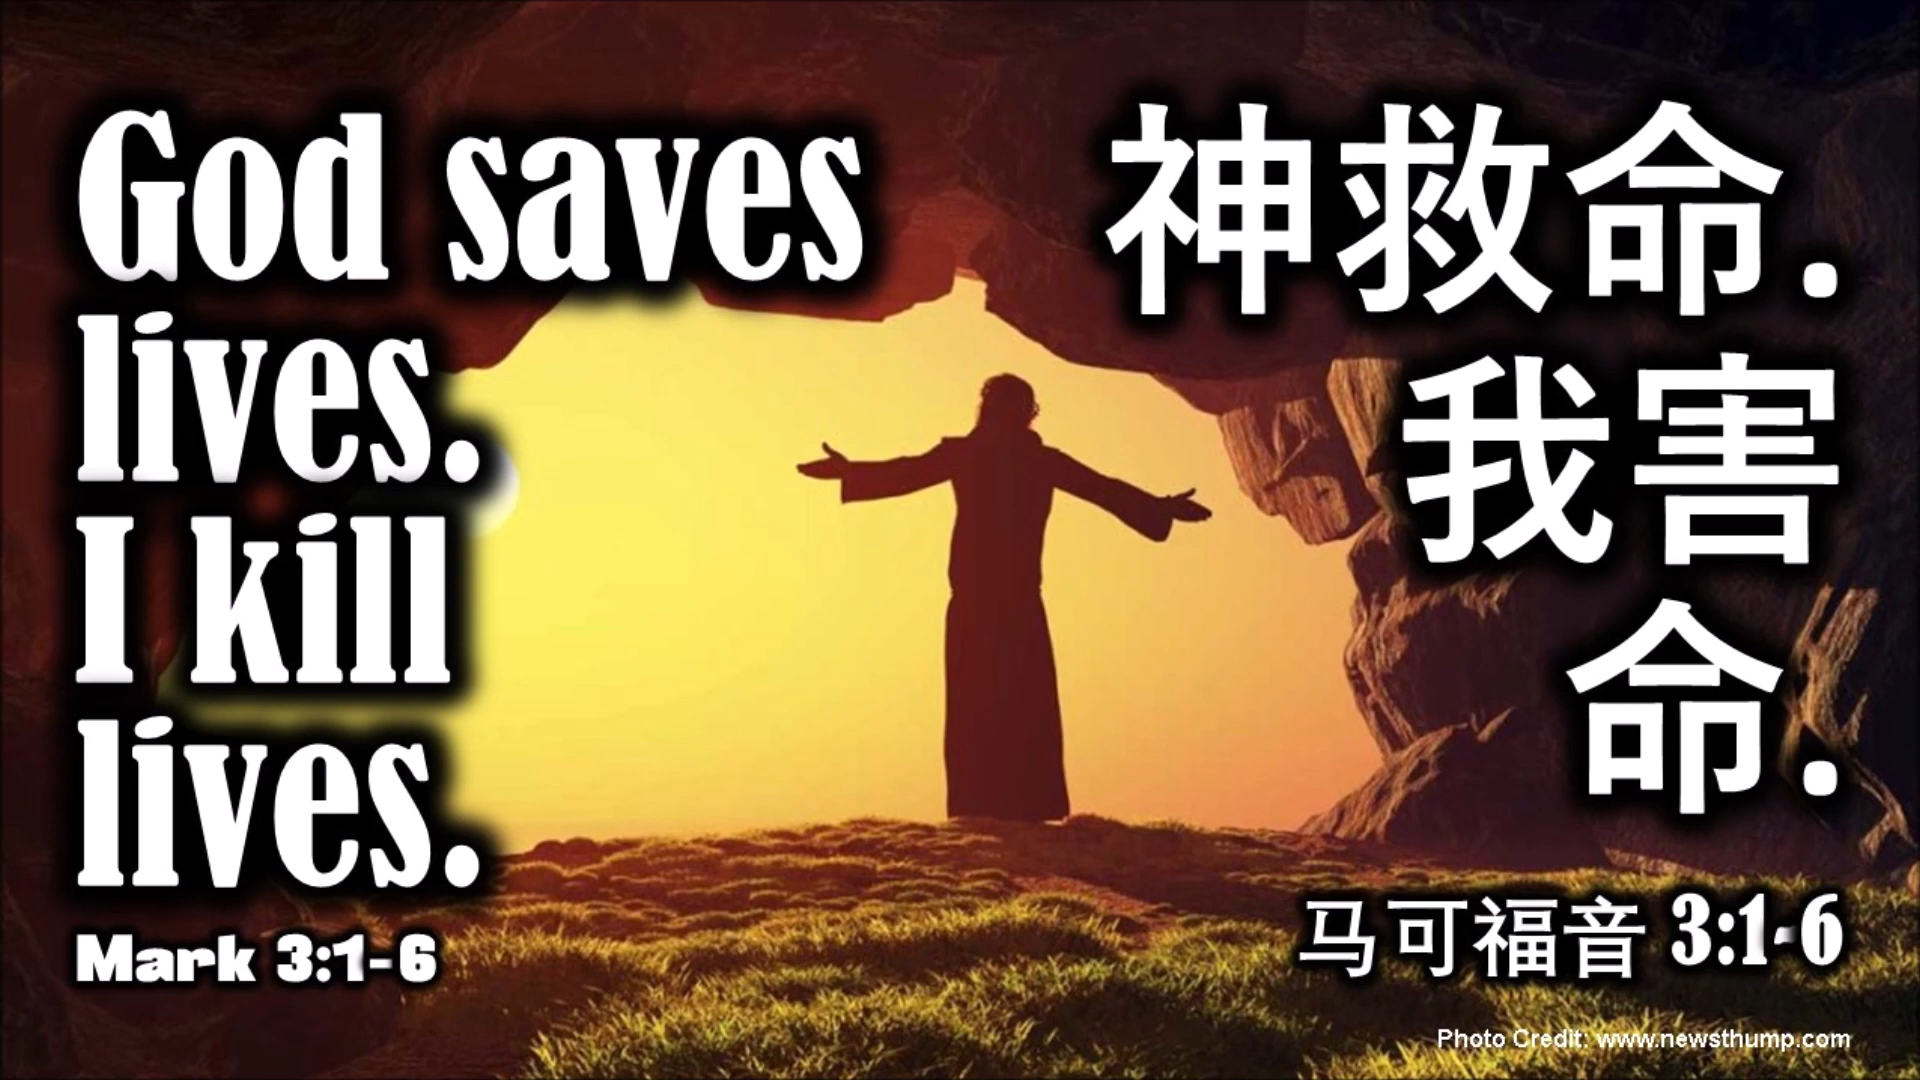 God saves
lives.
I kill
lives.
Mark 3:1-6
神救命.
我害
命.
马可福音 3:1-6
Photo Credit: www.newsthump.com